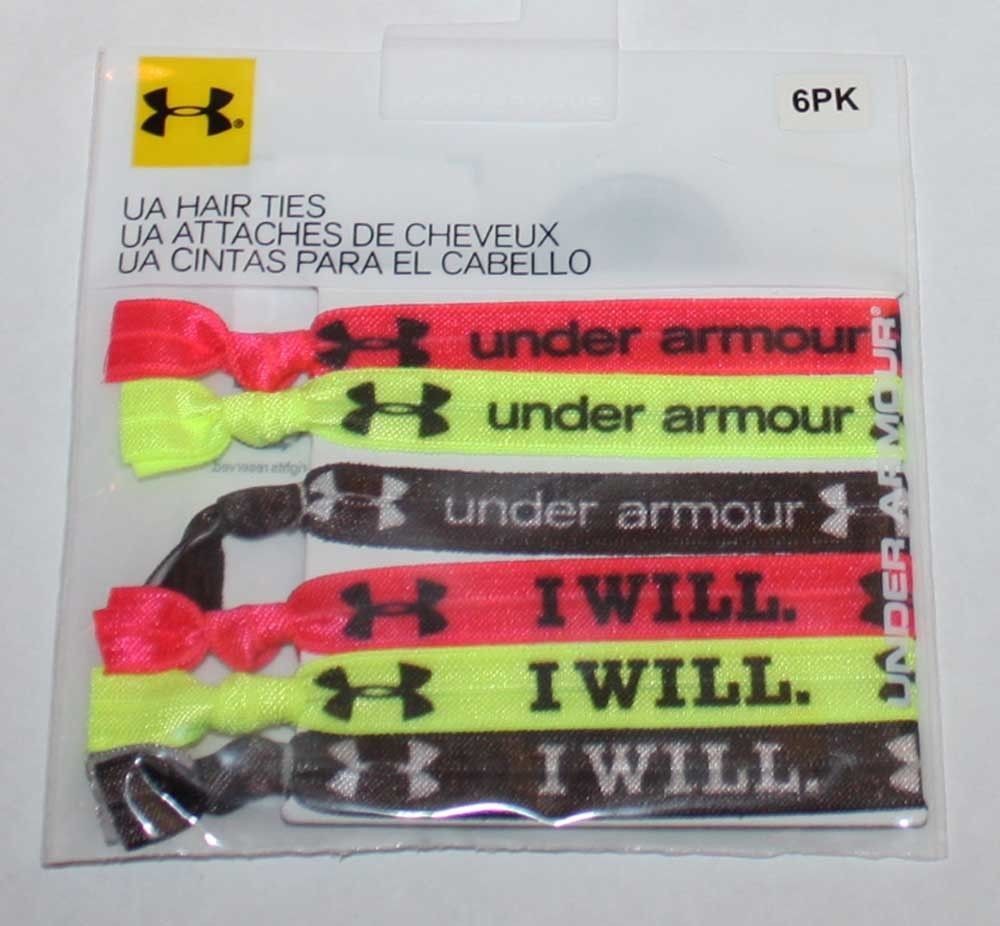 6PK
UA HAIR TIES
UA ATTACHES DE CHEVEUX
UA CINTAS PARA EL CABELLO
under armour
under armour
under armour
I WILL.
I WILL.
I WILL.
UNDER ARMOUR®